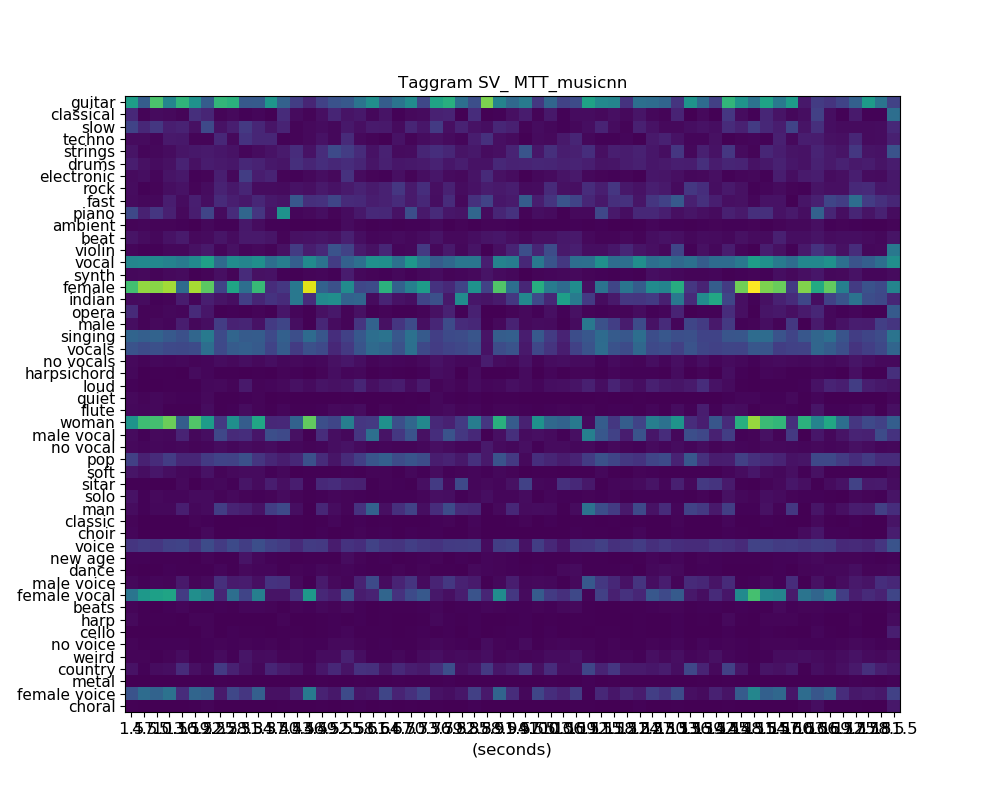 Taggram SV_ MTT_musicnn
guitar
classical
slow
techno
strings
drums
electronic
rock
fast
piano
ambient
beat
violin
vocal
synth
female
indian
opera
male
singing
vocals
no vocals
harpsichord
loud
quiet
flute
woman
male vocal
no vocal
pop
soft
sitar
solo
man
classic
choir
voice
new age
dance
male voice
female vocal
beats
harp
cello
no voice
weird
country
metal
female voice
choral
(seconds)